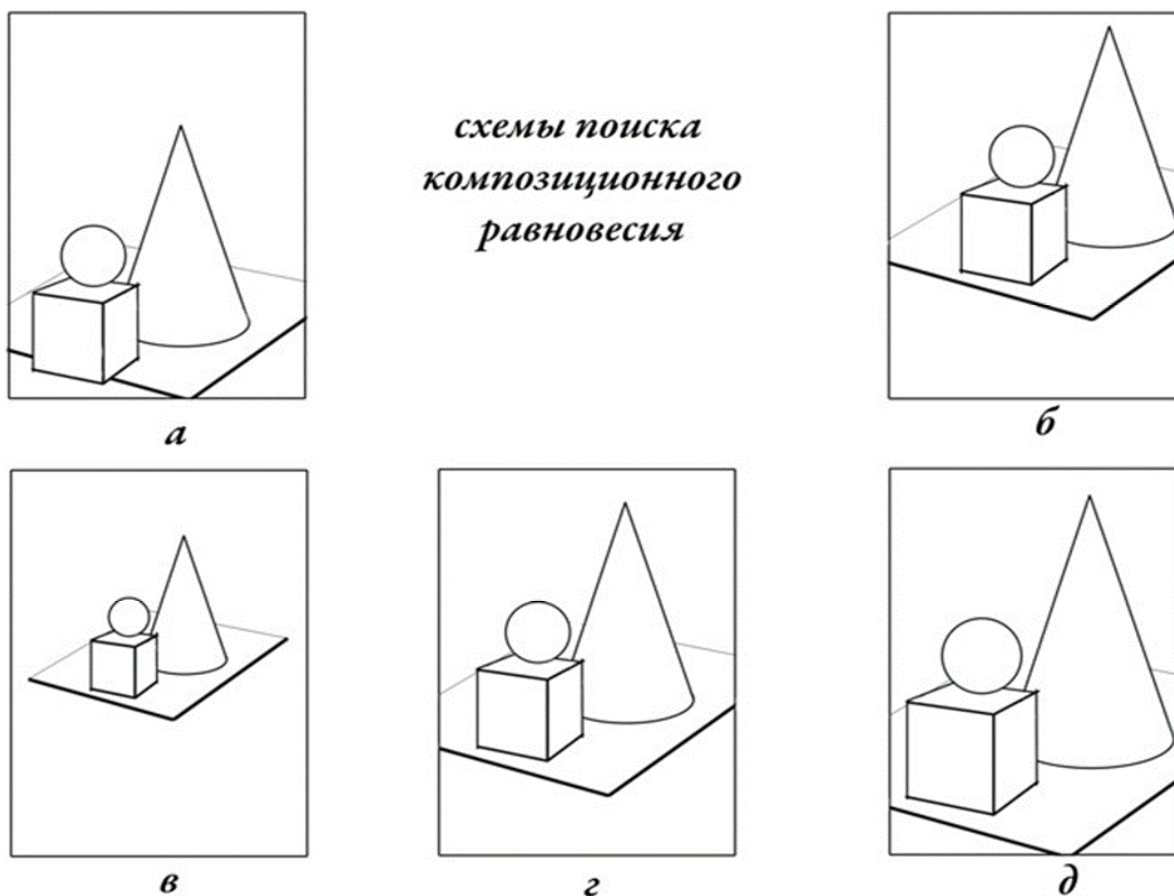 схемы поиска
композиционного
равновесия
а
б
в
г
д